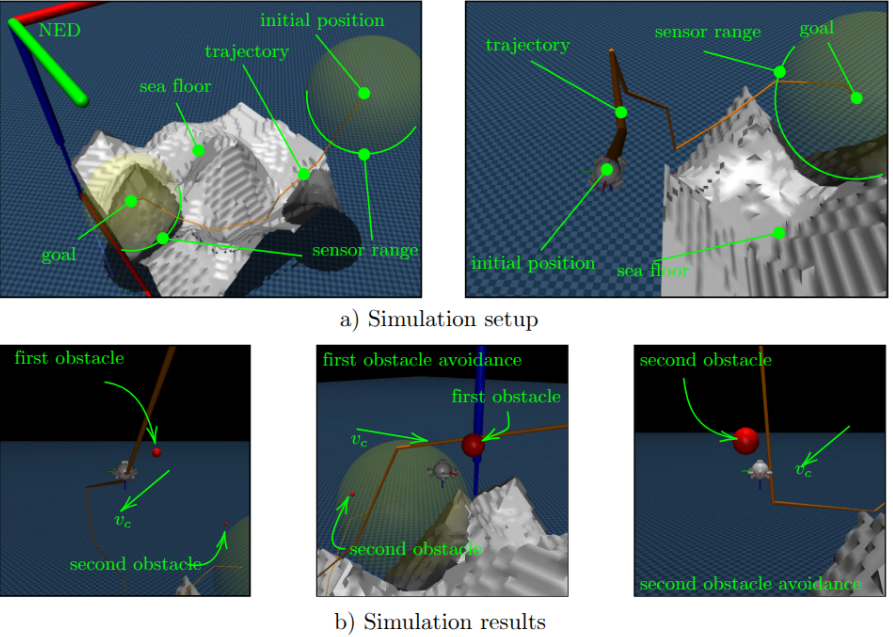 NED
initial position
trajectory
sea floor
goal
sensor range
trajectory
sensor range
goal
initial position
sea floor
a) Simulation setup
first obstacle
v_c
second obstacle
first obstacle avoidance
first obstacle
v_c
second obstacle
second obstacle
v_c
second obstacle avoidance
b) Simulation results